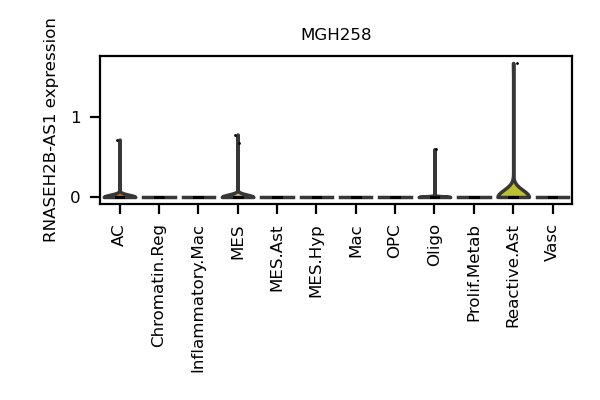 MGH258
RNASEH2B-AS1 expression
1
0
AC
Chromatin.Reg
Inflammatory.Mac
MES
MES.Ast
MES.Hyp
Mac
OPC
Oligo
Prolif.Metab
Reactive.Ast
Vasc